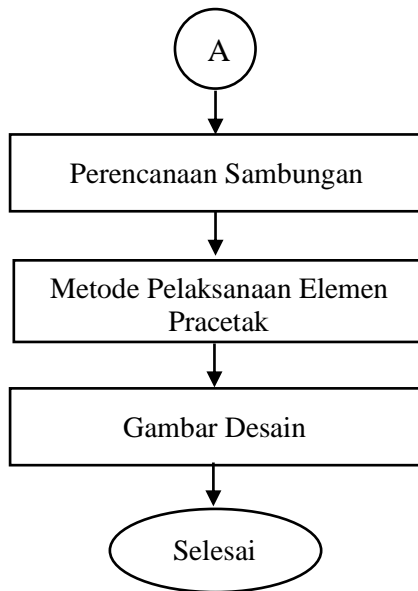 A
Perencanaan Sambungan
Metode Pelaksanaan Elemen
Pracetak
Gambar Desain
Selesai